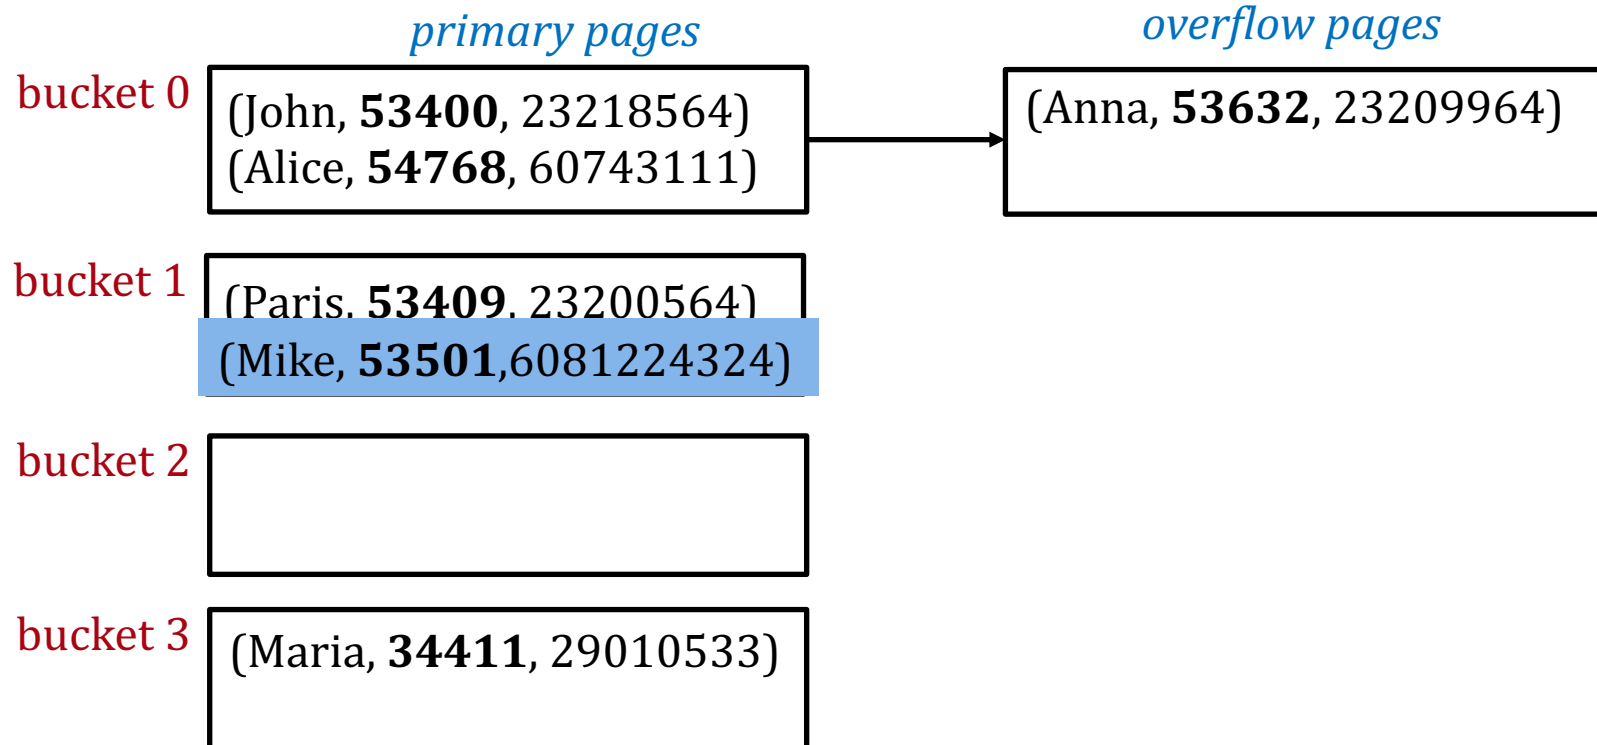 primary pages
overflow pages
bucket 0
(John, 53400, 23218564)
(Alice, 54768, 60743111)
(Anna, 53632, 23209964)
bucket 1
(Paris, 53409, 23200564)
(Mike, 53501,6081224324)
bucket 2
bucket 3
(Maria, 34411, 29010533)